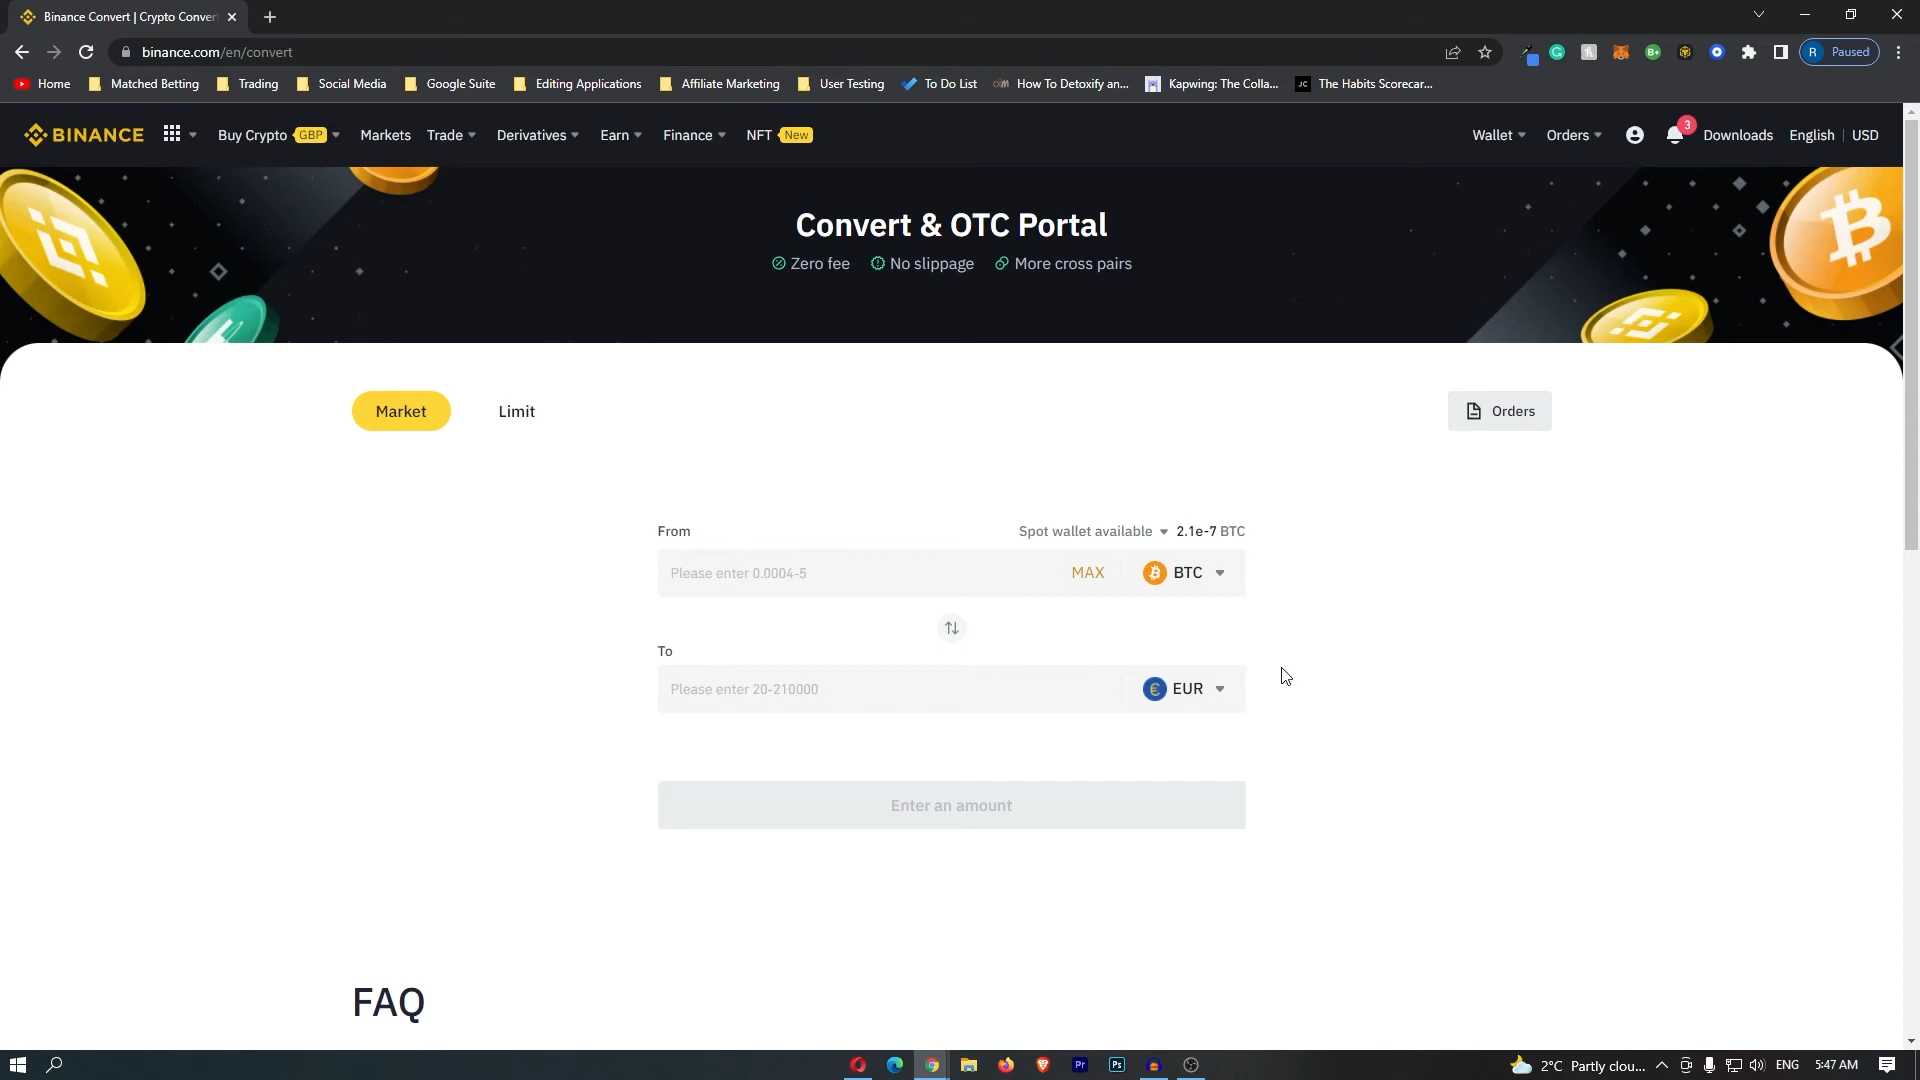 Binance Convert | Crypto Conver
binance.com/en/convert
R Paused
Home Matched Betting Trading Social Media Google Suite Editing Applications Affiliate Marketing User Testing To Do List How To Detoxify an... Kapwing: The Colla... JC The Habits Scorecar...
BINANCE Buy Crypto GBP Markets Trade Derivatives Earn Finance NFT New Wallet Orders 3 Downloads English USD
Convert & OTC Portal
Zero fee No slippage More cross pairs
Market Limit Orders
From Spot wallet available 2.1e-7 BTC
Please enter 0.0004-5 MAX BTC
To
Please enter 20-210000 EUR
Enter an amount
FAQ
Pr Ps 2°C Partly clou... ENG 5:47 AM